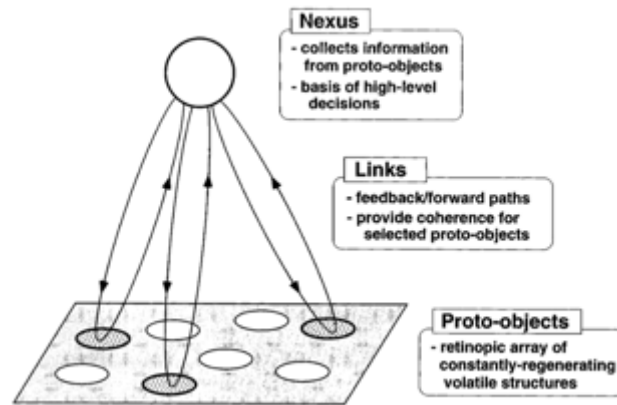 Nexus
- collects information
from proto-objects
- basis of high-level
decisions
Links
- feedback/forward paths
- provide coherence for
selected proto-objects
Proto-objects
- retinopic array of
constantly-regenerating
volatile structures